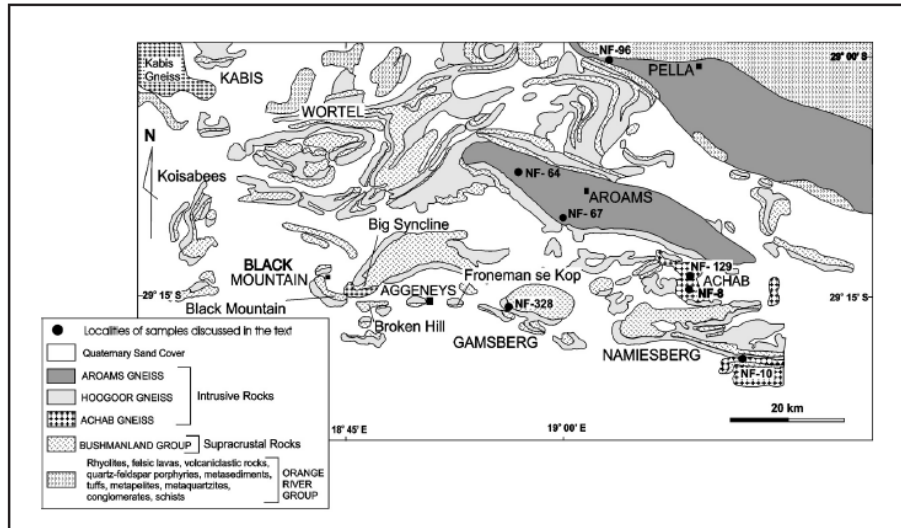 Kabis
Gneiss
KABIS
NF-96
PELLA
29° 00' S
WORTEL
N
Koisabees
NF- 64
AROAMS
NF- 67
Big Syncline
BLACK
MOUNTAIN
Froneman se Kop
NF- 129
ACHAB
NF-8
29° 15' S
Black Mountain
AGGENEYS
NF-328
29° 15' S
Broken Hill
GAMSBERG
NAMIESBERG
NF-10
Localities of samples discussed in the text
Quaternary Sand Cover
AROAMS GNEISS
HOOGOOR GNEISS
Intrusive Rocks
ACHAB GNEISS
BUSHMANLAND GROUP
Supracrustal Rocks
Rhyolites, felsic lavas, volcaniclastic rocks,
quartz-feldspar porphyries, metasediments,
tuffs, metapelites, metaquartzites,
conglomerates, schists
ORANGE
RIVER
GROUP
20 km
18° 45' E
19° 00' E